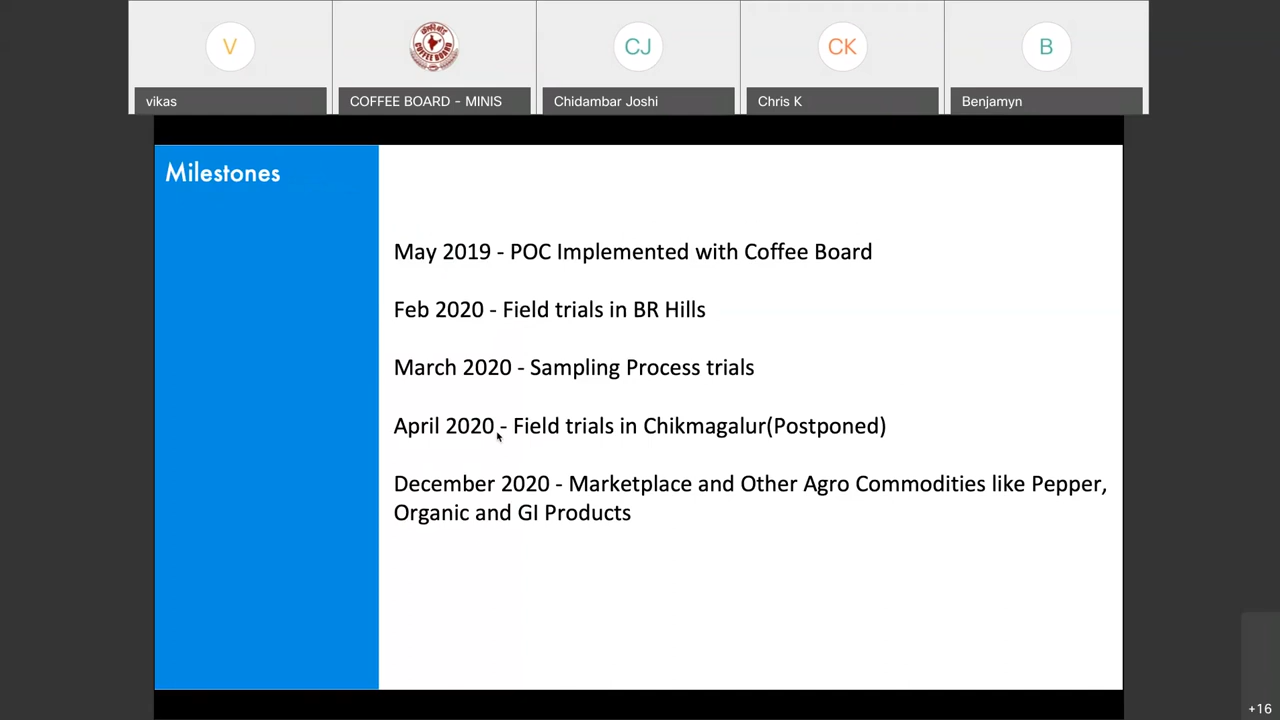 V
CJ
CK
B
vikas
COFFEE BOARD - MINIS
Chidambar Joshi
Chris K
Benjamyn
Milestones
May 2019 - POC Implemented with Coffee Board
Feb 2020 - Field trials in BR Hills
March 2020 - Sampling Process trials
April 2020 - Field trials in Chikmagalur(Postponed)
December 2020 - Marketplace and Other Agro Commodities like Pepper,
Organic and GI Products
+16